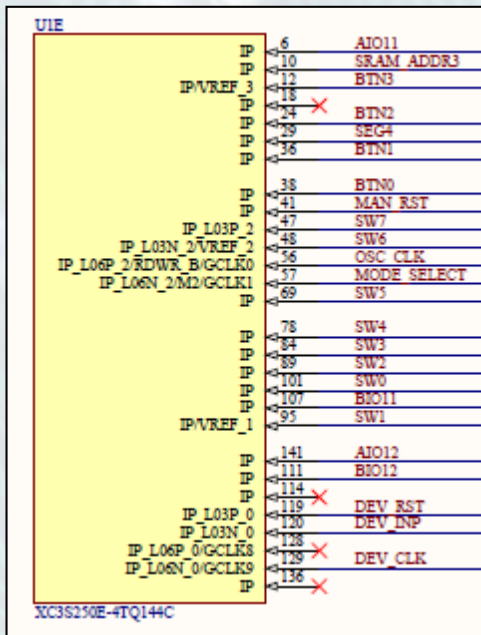 U1E
IP 6 AIO11
IP 10 SRAM_ADDR3
IP/VREF_3 12 BTN3
IP 18
IP 24 BTN2
IP 29 SEG4
IP 36 BTN1
IP 38 BTN0
IP 41 MAN_RST
IP_L03P_2 47 SW7
IP_L03N_2/VREF_2 48 SW6
IP_L06P_2/RDWR_B/GCLK0 56 OSC_CLK
IP_L06N_2/M2/GCLK1 57 MODE_SELECT
IP 69 SW5
IP 78 SW4
IP 84 SW3
IP 89 SW2
IP 101 SW0
IP 107 BIO11
IP/VREF_1 95 SW1
IP 141 AIO12
IP 111 BIO12
IP 114
IP_L03P_0 119 DEV_RST
IP_L03N_0 120 DEV_INP
IP_L06P_0/GCLK8 128
IP_L06N_0/GCLK9 129 DEV_CLK
IP 136
XC3S250E-4TQ144C